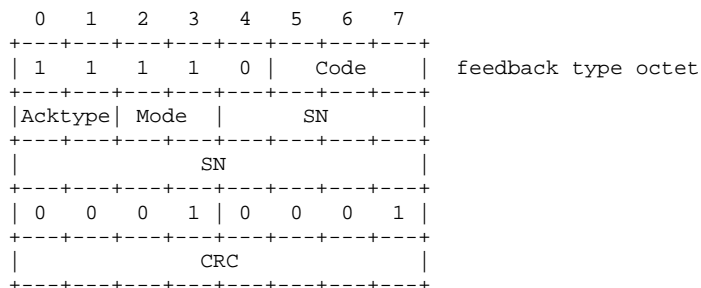 0   1   2   3   4   5   6   7
+---+---+---+---+---+---+---+---+
| 1   1   1   1   0 |   Code    |  feedback type octet
+---+---+---+---+---+---+---+---+
|Acktype| Mode  |      SN       |
+---+---+---+---+---+---+---+---+
|              SN               |
+---+---+---+---+---+---+---+---+
| 0   0   0   1 | 0   0   0   1 |
+---+---+---+---+---+---+---+---+
|              CRC              |
+---+---+---+---+---+---+---+---+